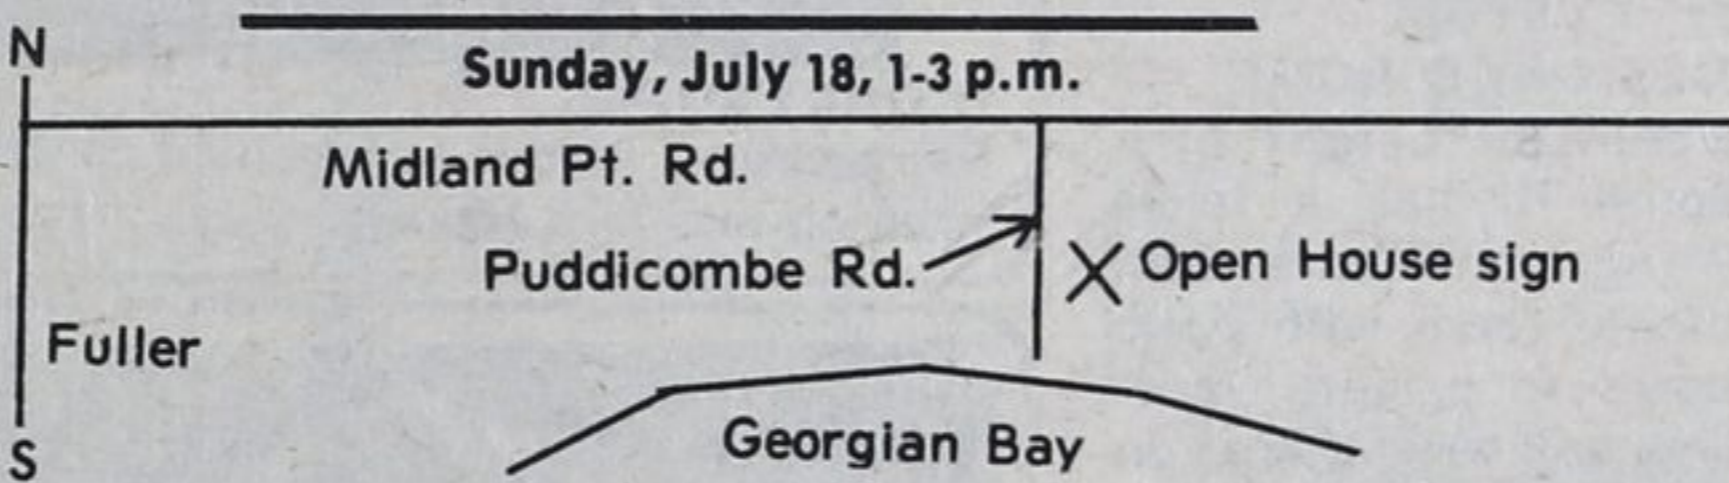 N
Sunday, July 18, 1-3 p.m.
Midland Pt. Rd.
Puddicombe Rd.
X Open House sign
Fuller
Georgian Bay
S